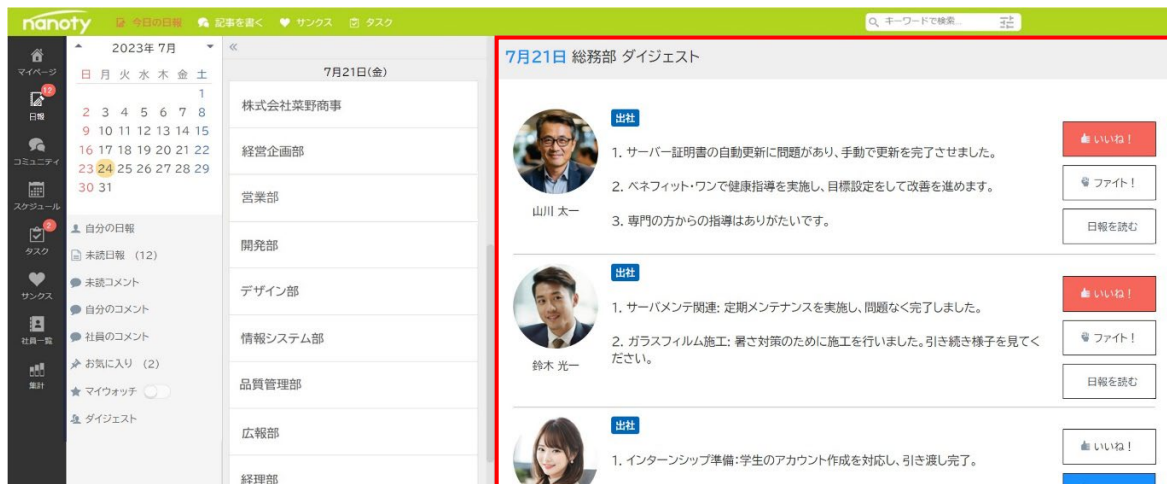 nanoty 今日の日報 記事を書く サンクス タスク キーワードで検索...
マイページ
12
日報
コミュニティ
スケジュール
2
タスク
サンクス
社員一覧
集計
2023年 7月
日 月 火 水 木 金 土
1
2 3 4 5 6 7 8
9 10 11 12 13 14 15
16 17 18 19 20 21 22
23 24 25 26 27 28 29
30 31
自分の日報
未読日報 (12)
未読コメント
自分のコメント
社員のコメント
お気に入り (2)
マイウォッチ
ダイジェスト
«
7月21日(金)
株式会社菜野商事
経営企画部
営業部
開発部
デザイン部
情報システム部
品質管理部
広報部
経理部
7月21日 総務部 ダイジェスト
山川 太一
出社
1. サーバー証明書の自動更新に問題があり、手動で更新を完了させました。
2. ベネフィット・ワンで健康指導を実施し、目標設定をして改善を進めます。
3. 専門の方からの指導はありがたいです。
いいね!
ファイト!
日報を読む
鈴木 光一
出社
1. サーバメンテ関連: 定期メンテナンスを実施し、問題なく完了しました。
2. ガラスフィルム施工: 暑さ対策のために施工を行いました。引き続き様子を見てく
ださい。
いいね!
ファイト!
日報を読む
出社
1. インターンシップ準備:学生のアカウント作成を対応し、引き渡し完了。
いいね!